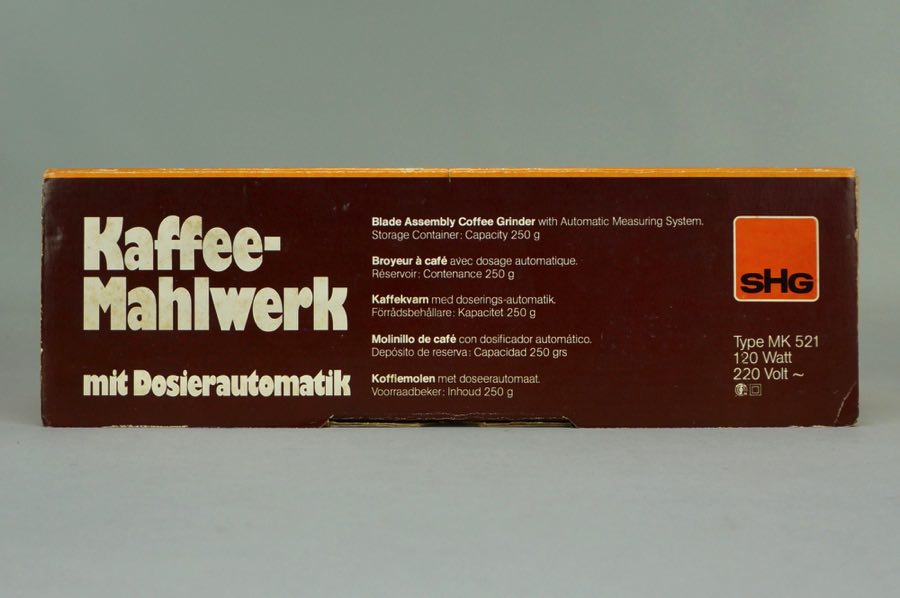 Kaffee-
Mahlwerk
mit Dosierautomatik
Blade Assembly Coffee Grinder with Automatic Measuring System.
Storage Container: Capacity 250 g
Broyeur à café avec dosage automatique.
Réservoir: Contenance 250 g
Kaffekvarn med doserings-automatik.
Förrådsbehållare: Kapacitet 250 g
Molinillo de café con dosificador automático.
Depósito de reserva: Capacidad 250 grs
Koffiemolen met doseerautomaat.
Voorraadbeker: Inhoud 250 g
SHG
Type MK 521
120 Watt
220 Volt ~